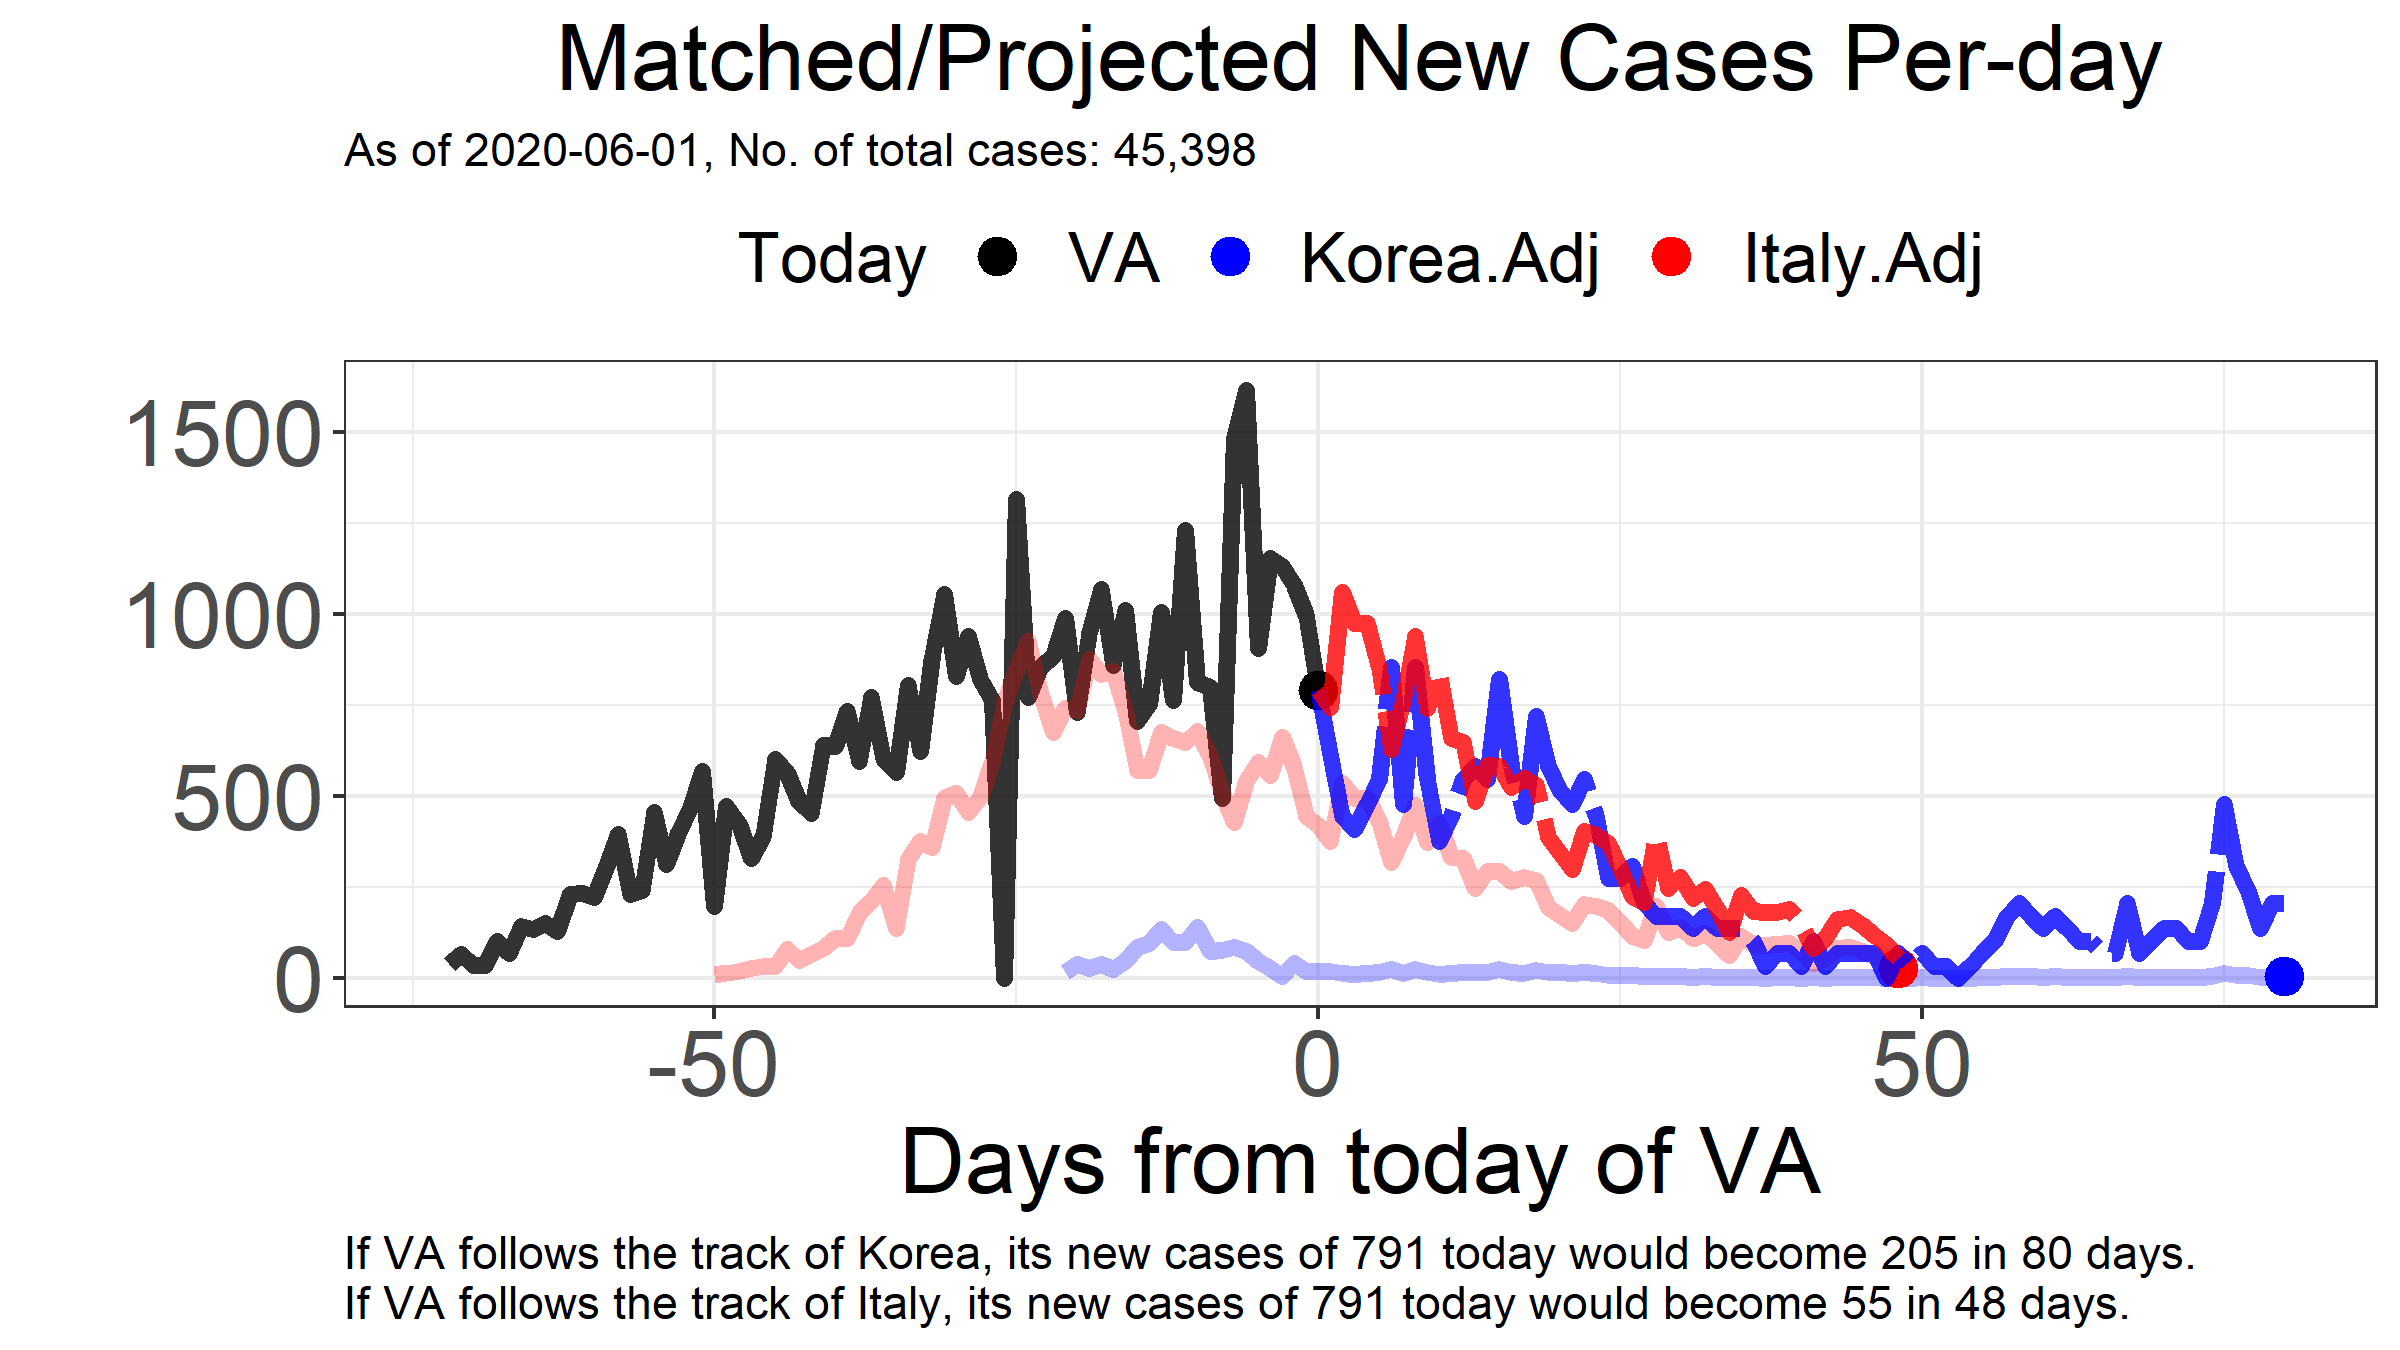 Matched/Projected New Cases Per-day
As of 2020-06-01, No. of total cases: 45,398
Today VA Korea.Adj Italy.Adj
1500
1000
500
0
-50 0 50
Days from today of VA
If VA follows the track of Korea, its new cases of 791 today would become 205 in 80 days.
If VA follows the track of Italy, its new cases of 791 today would become 55 in 48 days.